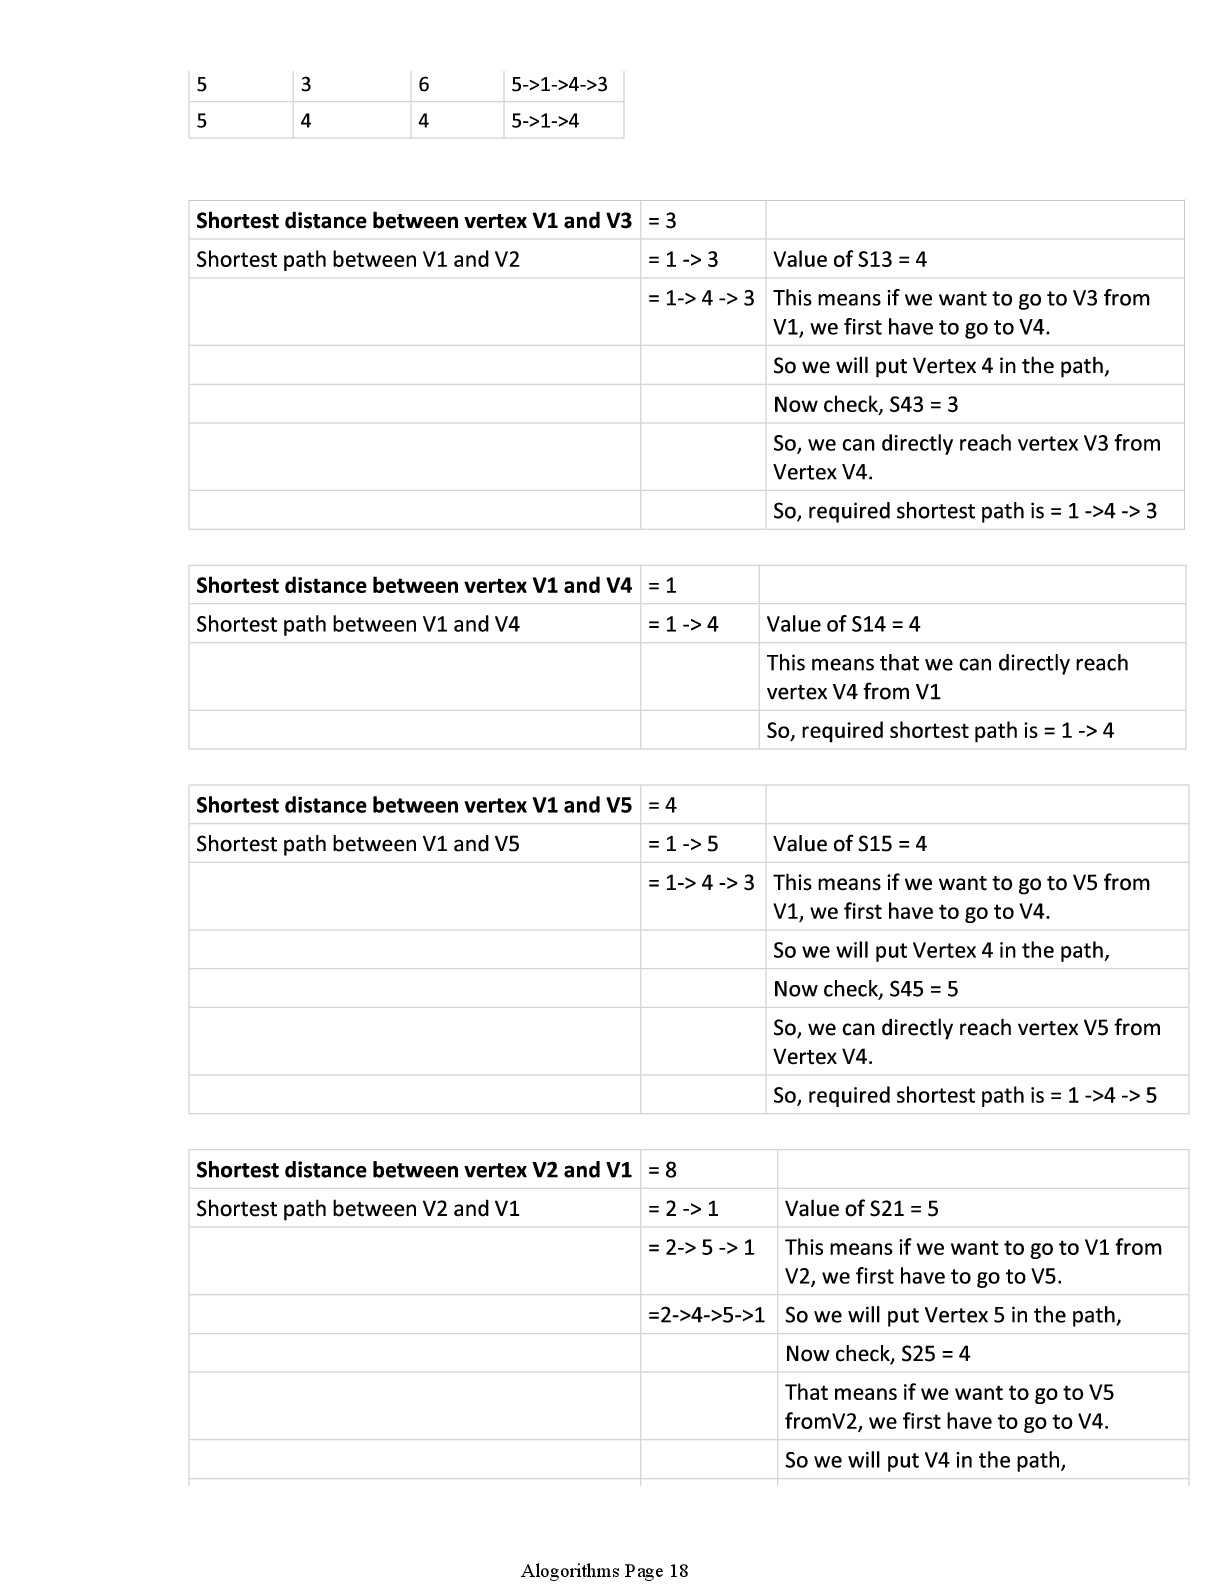 5 3 6 5->1->4->3
5 4 4 5->1->4
Shortest distance between vertex V1 and V3 = 3
Shortest path between V1 and V2 = 1 -> 3 Value of S13 = 4
= 1-> 4 -> 3 This means if we want to go to V3 from
V1, we first have to go to V4.
So we will put Vertex 4 in the path,
Now check, S43 = 3
So, we can directly reach vertex V3 from
Vertex V4.
So, required shortest path is = 1 ->4 -> 3
Shortest distance between vertex V1 and V4 = 1
Shortest path between V1 and V4 = 1 -> 4 Value of S14 = 4
This means that we can directly reach
vertex V4 from V1
So, required shortest path is = 1 -> 4
Shortest distance between vertex V1 and V5 = 4
Shortest path between V1 and V5 = 1 -> 5 Value of S15 = 4
= 1-> 4 -> 3 This means if we want to go to V5 from
V1, we first have to go to V4.
So we will put Vertex 4 in the path,
Now check, S45 = 5
So, we can directly reach vertex V5 from
Vertex V4.
So, required shortest path is = 1 ->4 -> 5
Shortest distance between vertex V2 and V1 = 8
Shortest path between V2 and V1 = 2 -> 1 Value of S21 = 5
= 2-> 5 -> 1 This means if we want to go to V1 from
V2, we first have to go to V5.
=2->4->5->1 So we will put Vertex 5 in the path,
Now check, S25 = 4
That means if we want to go to V5
fromV2, we first have to go to V4.
So we will put V4 in the path,
Alogorithms Page 18